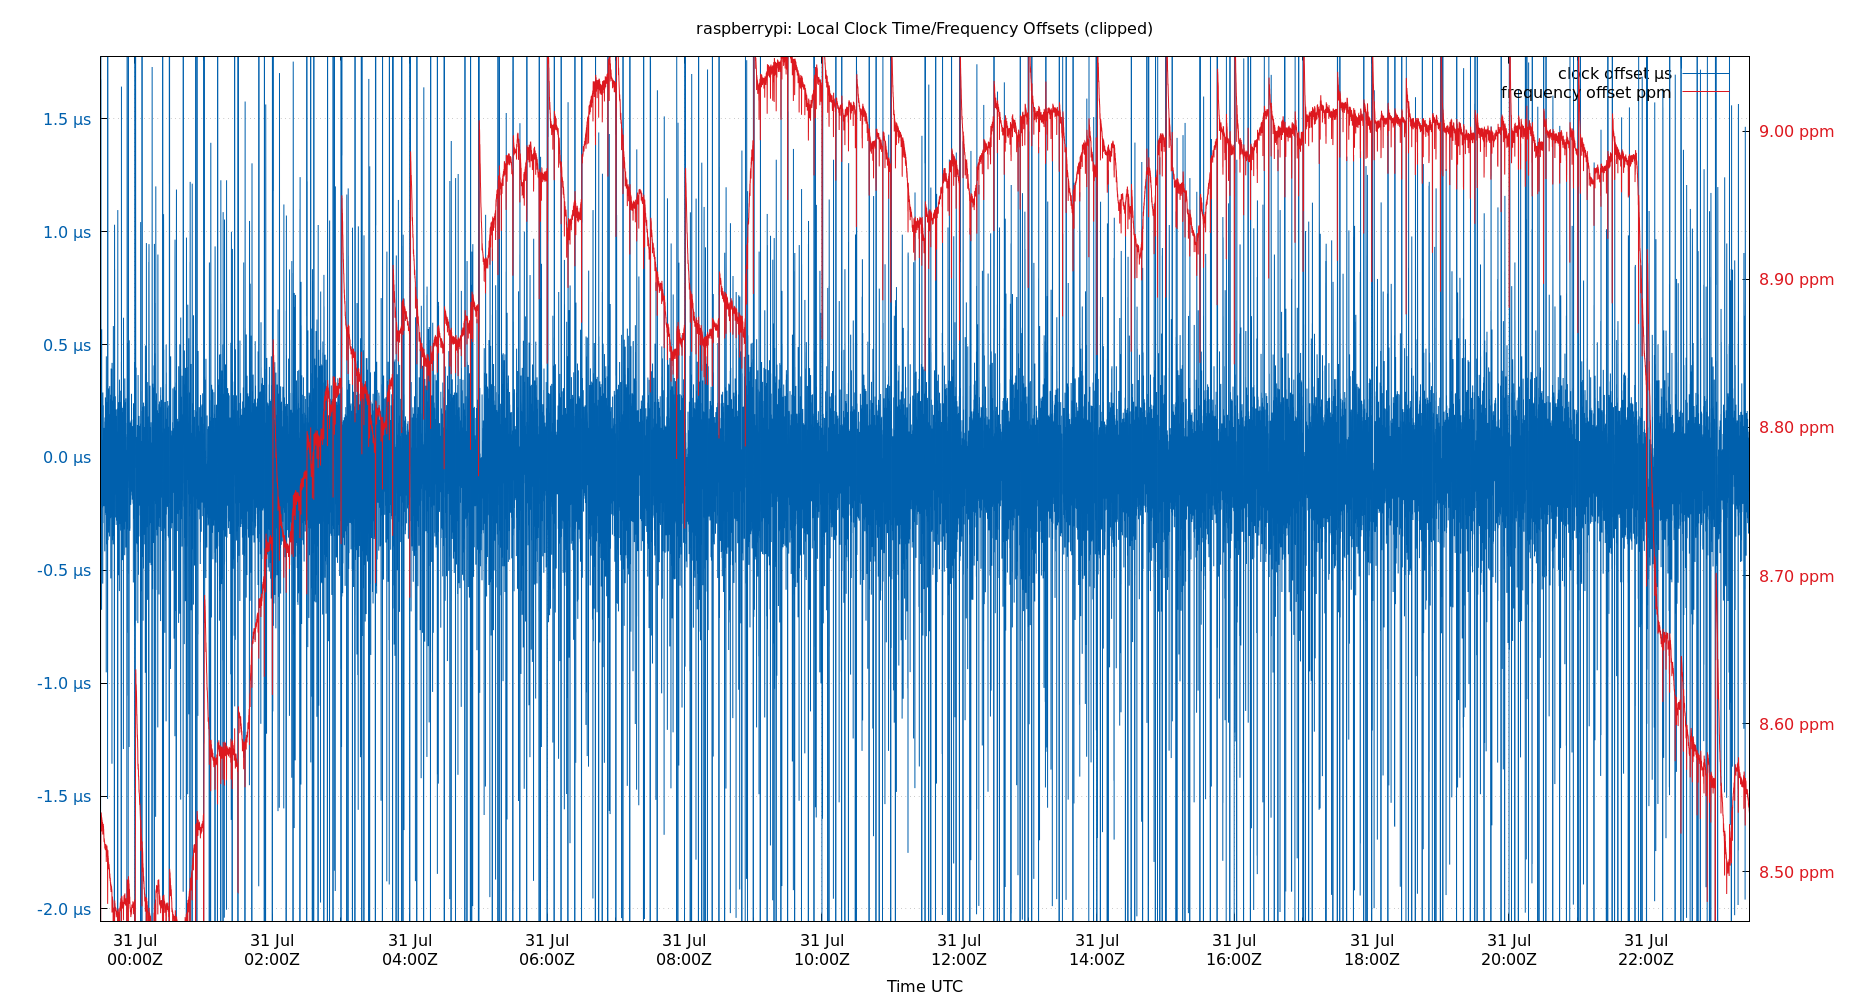 raspberrypi: Local Clock Time/Frequency Offsets (clipped)
clock offset µs
frequency offset ppm
1.5 µs
1.0 µs
0.5 µs
0.0 µs
-0.5 µs
-1.0 µs
-1.5 µs
-2.0 µs
9.00 ppm
8.90 ppm
8.80 ppm
8.70 ppm
8.60 ppm
8.50 ppm
31 Jul 31 Jul 31 Jul 31 Jul 31 Jul 31 Jul 31 Jul 31 Jul 31 Jul 31 Jul 31 Jul 31 Jul
00:00Z 02:00Z 04:00Z 06:00Z 08:00Z 10:00Z 12:00Z 14:00Z 16:00Z 18:00Z 20:00Z 22:00Z
Time UTC